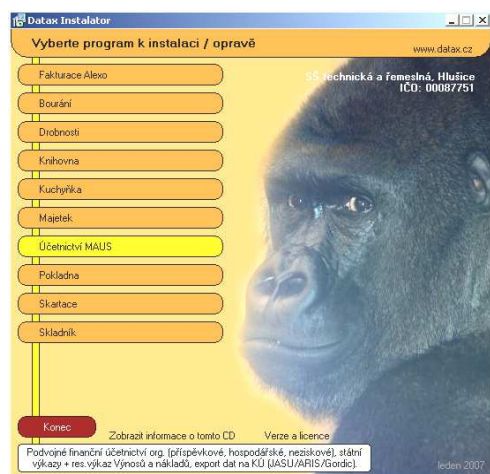 Datax Instalator
Vyberte program k instalaci / opravě
www.datax.cz
SŠ technická a řemeslná, Hlušice
IČO: 00087751
Fakturace Alexo
Bourání
Drobnosti
Knihovna
Kuchyňka
Majetek
Účetnictví MAUS
Pokladna
Skartace
Skladník
Konec
Zobrazit informace o tomto CD
Verze a licence
Podvojné finanční účetnictví org. (příspěvkové, hospodářské, neziskové), státní
výkazy + res.výkaz Výnosů a nákladů, export dat na KÚ (JASU/ARIS/Gordic).
leden 2007